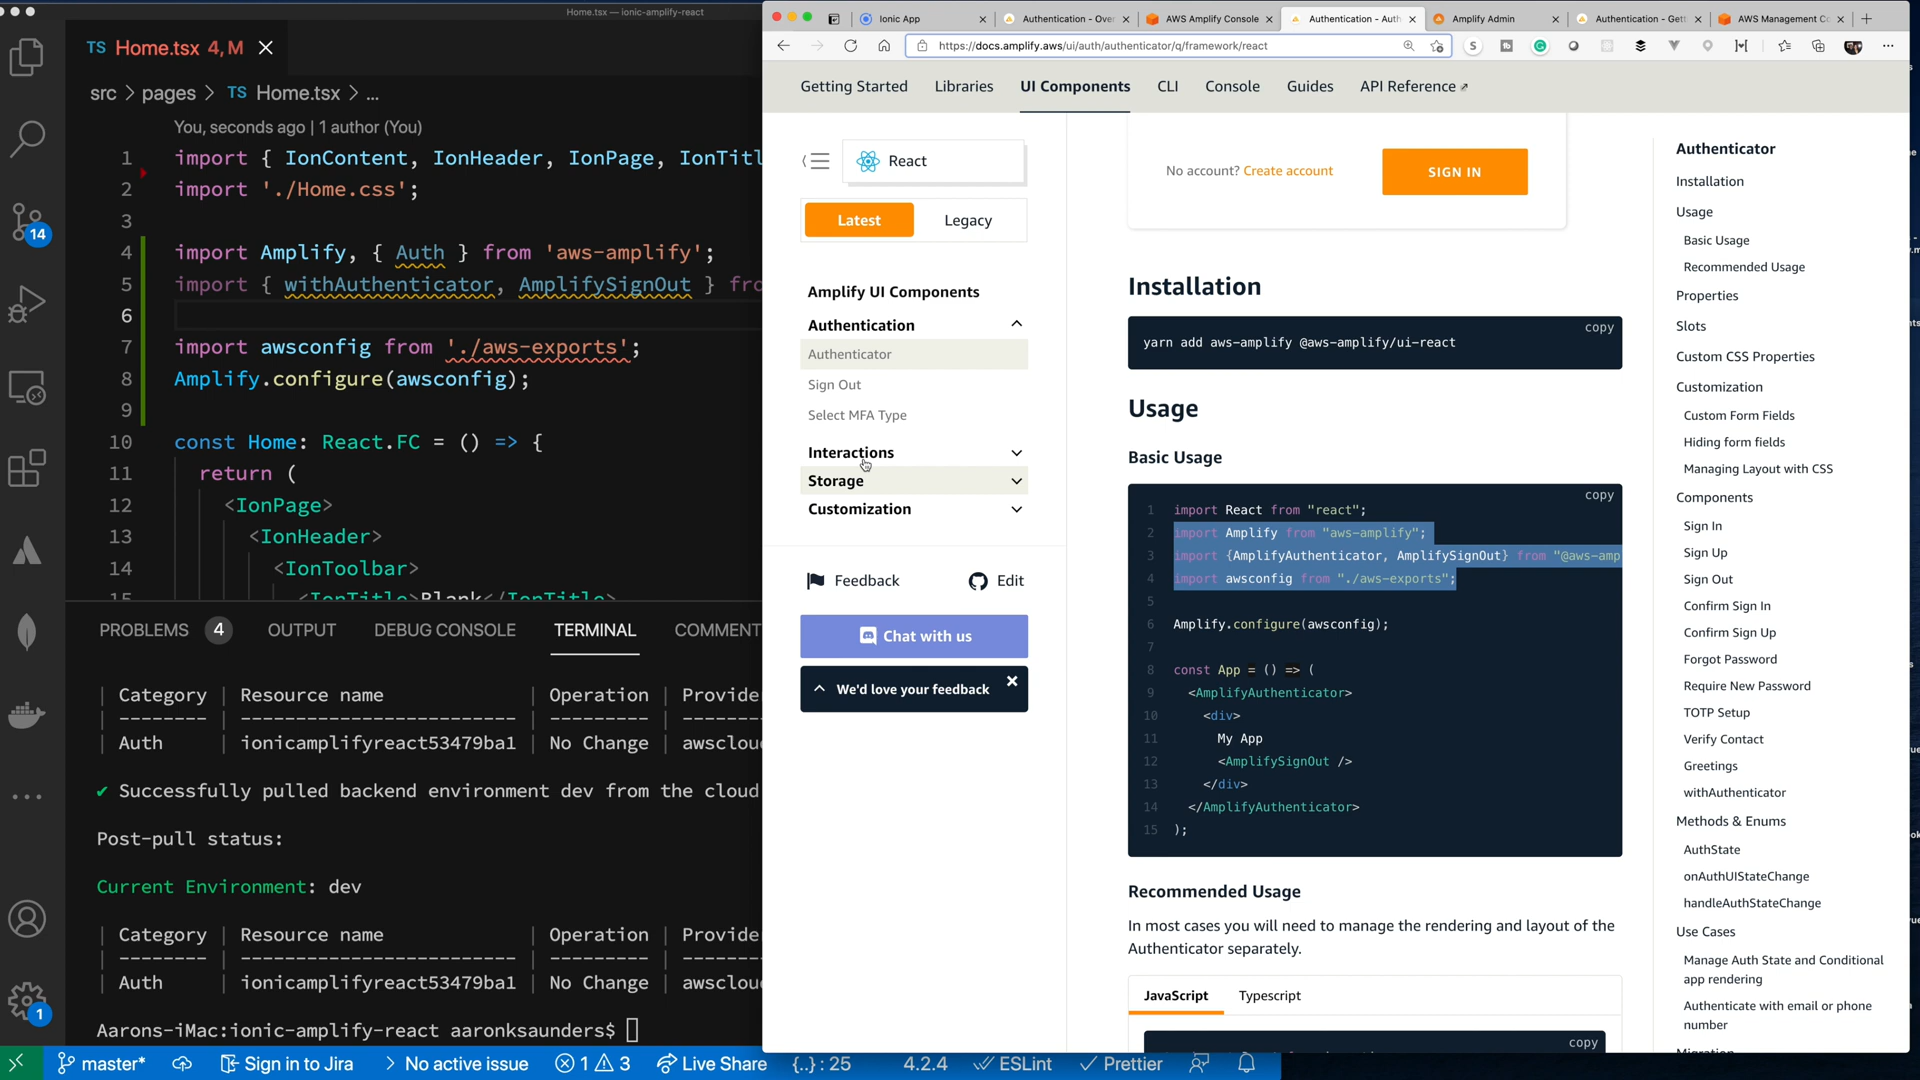 Home.tsx — ionic-amplify-react
TS Home.tsx 4, M
src > pages > TS Home.tsx > ...
You, seconds ago | 1 author (You)
1 import { IonContent, IonHeader, IonPage, IonTitl
2 import './Home.css';
3
4 import Amplify, { Auth } from 'aws-amplify';
5 import { withAuthenticator, AmplifySignOut } fro
6
7 import awsconfig from './aws-exports';
8 Amplify.configure(awsconfig);
9
10 const Home: React.FC = () => {
11 return (
12 <IonPage>
13 <IonHeader>
14 <IonToolbar>
15 <IonTitle>Blank</IonTitle>
14
PROBLEMS 4 OUTPUT DEBUG CONSOLE TERMINAL COMMENT
| Category | Resource name | Operation | Provide
| -------- | ------------------------- | --------- | ------
| Auth | ionicamplifyreact53479ba1 | No Change | awsclou
✔ Successfully pulled backend environment dev from the cloud
Post-pull status:
Current Environment: dev
| Category | Resource name | Operation | Provide
| -------- | ------------------------- | --------- | ------
| Auth | ionicamplifyreact53479ba1 | No Change | awsclou
Aarons-iMac:ionic-amplify-react aaronksaunders$
1
master* Sign in to Jira > No active issue 1 3 Live Share {..} : 25 4.2.4 ESLint Prettier
Ionic App Authentication - Over Amplify Console Authentication - Auth Amplify Admin Authentication - Gett AWS Management Co
https://docs.amplify.aws/ui/auth/authenticator/q/framework/react
Getting Started Libraries UI Components CLI Console Guides API Reference
React
Latest Legacy
Amplify UI Components
Authentication
Authenticator
Sign Out
Select MFA Type
Interactions
Storage
Customization
Feedback Edit
Chat with us
We'd love your feedback
No account? Create account SIGN IN
Installation
copy
yarn add aws-amplify @aws-amplify/ui-react
Usage
Basic Usage
copy
1 import React from "react";
2 import Amplify from "aws-amplify";
3 import {AmplifyAuthenticator, AmplifySignOut} from "@aws-amp
4 import awsconfig from "./aws-exports";
5
6 Amplify.configure(awsconfig);
7
8 const App = () => (
9 <AmplifyAuthenticator>
10 <div>
11 My App
12 <AmplifySignOut />
13 </div>
14 </AmplifyAuthenticator>
15 );
Recommended Usage
In most cases you will need to manage the rendering and layout of the
Authenticator separately.
JavaScript Typescript
copy
Authenticator
Installation
Usage
Basic Usage
Recommended Usage
Properties
Slots
Custom CSS Properties
Customization
Custom Form Fields
Hiding form fields
Managing Layout with CSS
Components
Sign In
Sign Up
Sign Out
Confirm Sign In
Confirm Sign Up
Forgot Password
Require New Password
TOTP Setup
Verify Contact
Greetings
withAuthenticator
Methods & Enums
AuthState
onAuthUIStateChange
handleAuthStateChange
Use Cases
Manage Auth State and Conditional
app rendering
Authenticate with email or phone
number
Migration